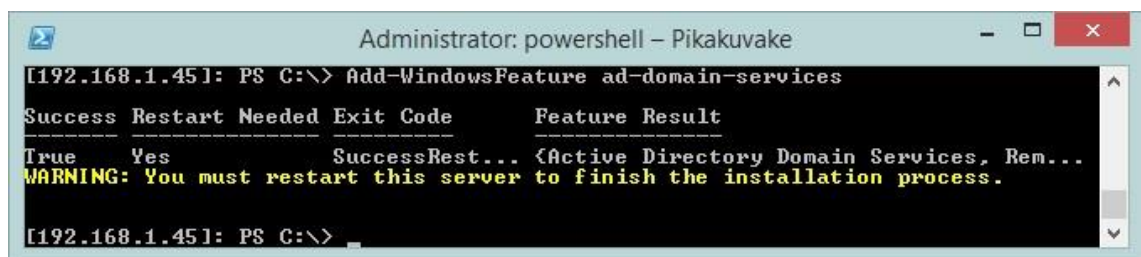 Administrator: powershell – Pikakuvake
[192.168.1.45]: PS C:\> Add-WindowsFeature ad-domain-services
Success Restart Needed Exit Code Feature Result
True Yes SuccessRest... {Active Directory Domain Services, Rem...
WARNING: You must restart this server to finish the installation process.
[192.168.1.45]: PS C:\> _